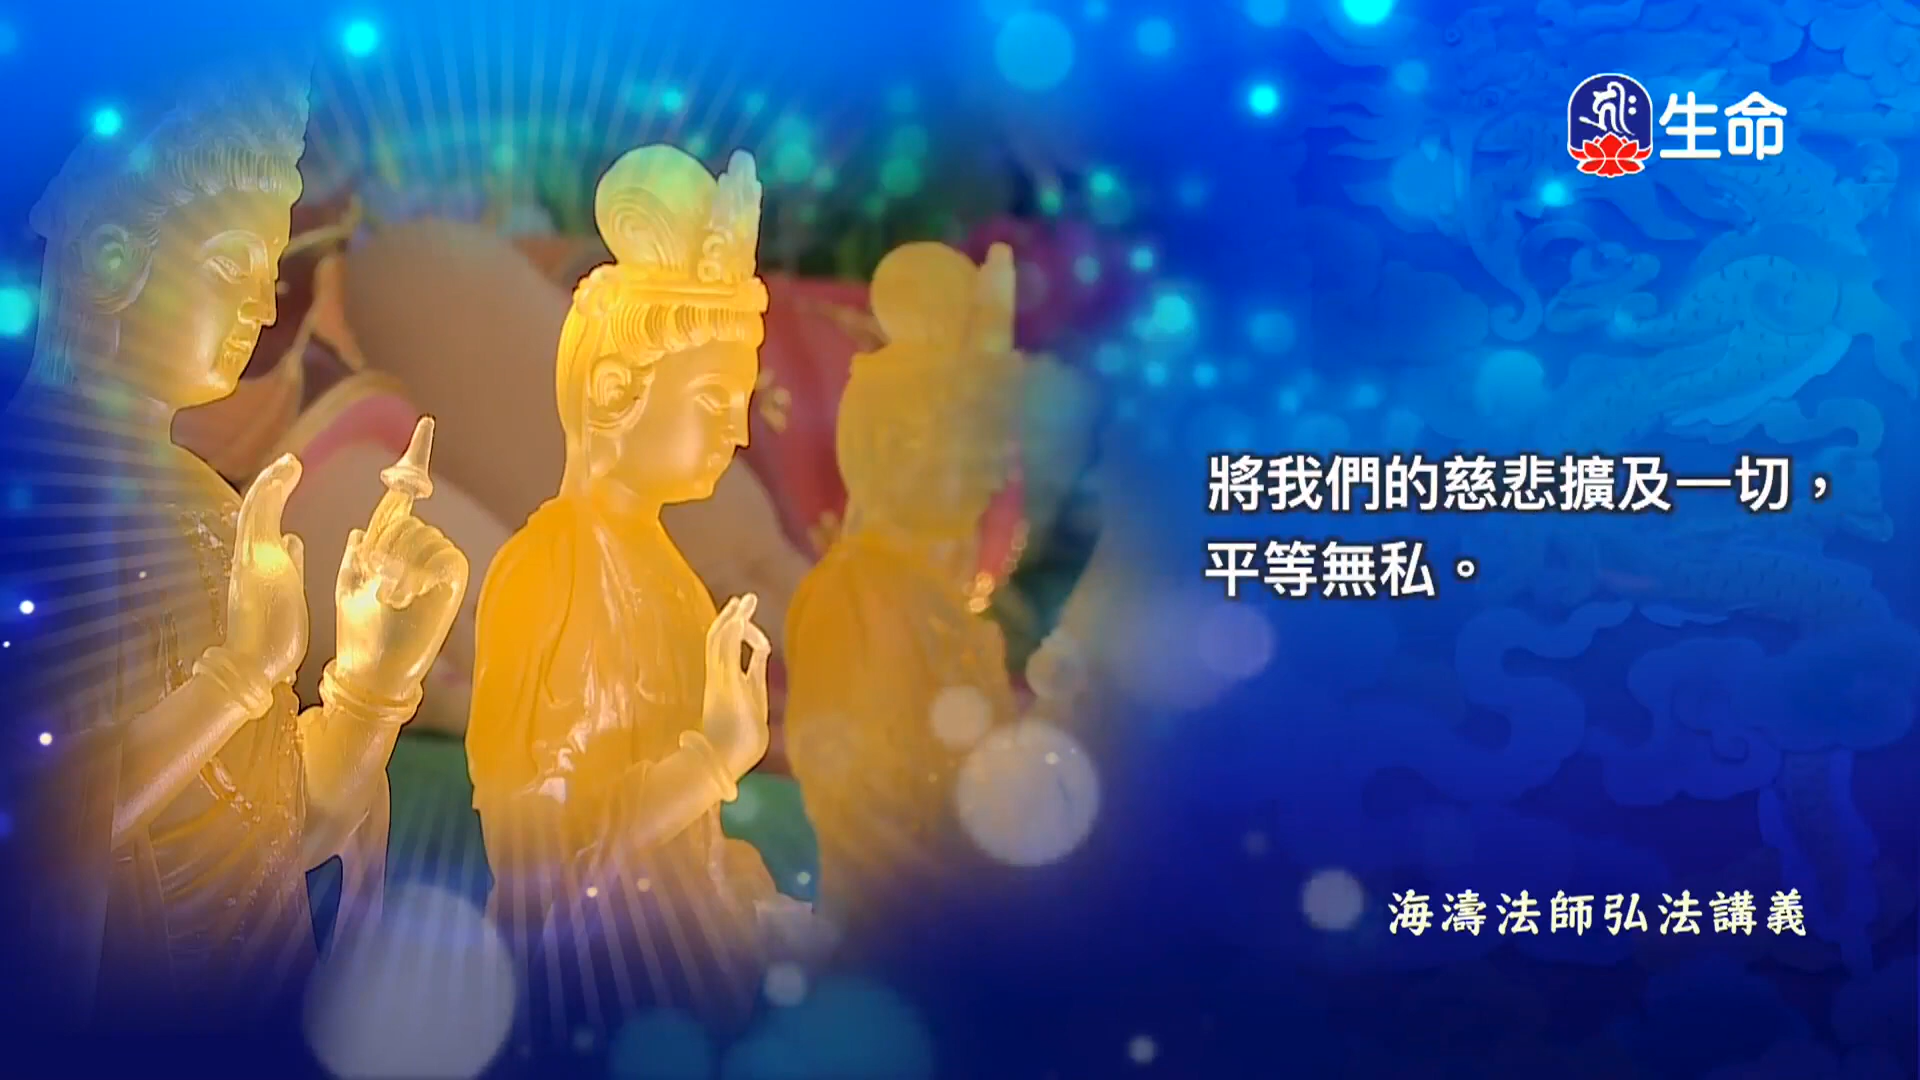 生命
將我們的慈悲擴及一切，
平等無私。
海濤法師弘法講義